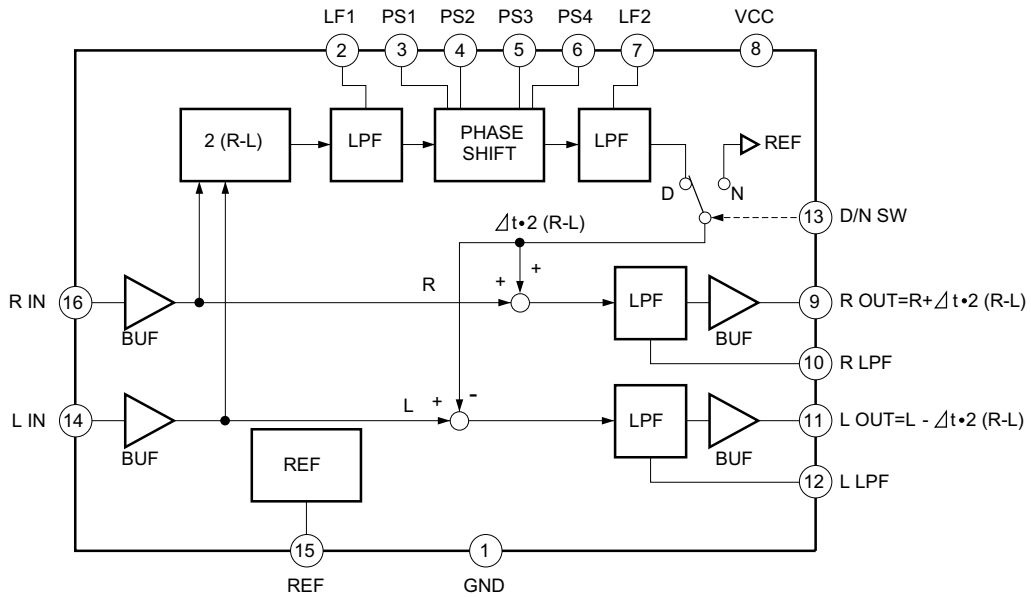 LF1 PS1 PS2 PS3 PS4 LF2 VCC
2 3 4 5 6 7 8
2 (R-L)
LPF
PHASE
SHIFT
LPF
REF
D N
13 D/N SW
⊿t•2 (R-L)
+ +
R IN 16
BUF
R
LPF
BUF
9 R OUT=R+⊿t•2 (R-L)
10 R LPF
L IN 14
BUF
L + -
LPF
BUF
11 L OUT=L - ⊿t•2 (R-L)
12 L LPF
REF
15 1
REF GND